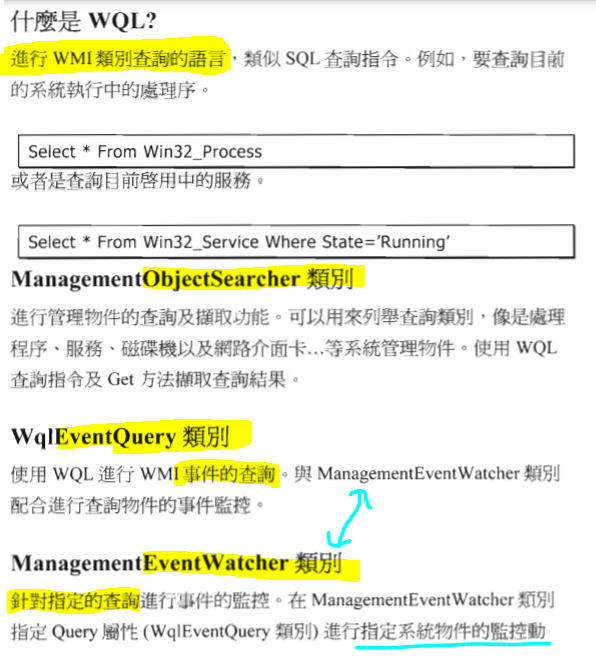 什麼是 WQL?
進行 WMI 類別查詢的語言，類似 SQL 查詢指令。例如，要查詢目前
的系統執行中的處理序。
Select * From Win32_Process
或者是查詢目前啓用中的服務。
Select * From Win32_Service Where State=’Running’
ManagementObjectSearcher 類別
進行管理物件的查詢及擷取功能。可以用來列舉查詢類別，像是處理
程序、服務、磁碟機以及網路介面卡…等系統管理物件。使用 WQL
查詢指令及 Get 方法擷取查詢結果。
WqlEventQuery 類別
使用 WQL 進行 WMI 事件的查詢。與 ManagementEventWatcher 類別
配合進行查詢物件的事件監控。
ManagementEventWatcher 類別
針對指定的查詢進行事件的監控。在 ManagementEventWatcher 類別
指定 Query 屬性 (WqlEventQuery 類別) 進行指定系統物件的監控動